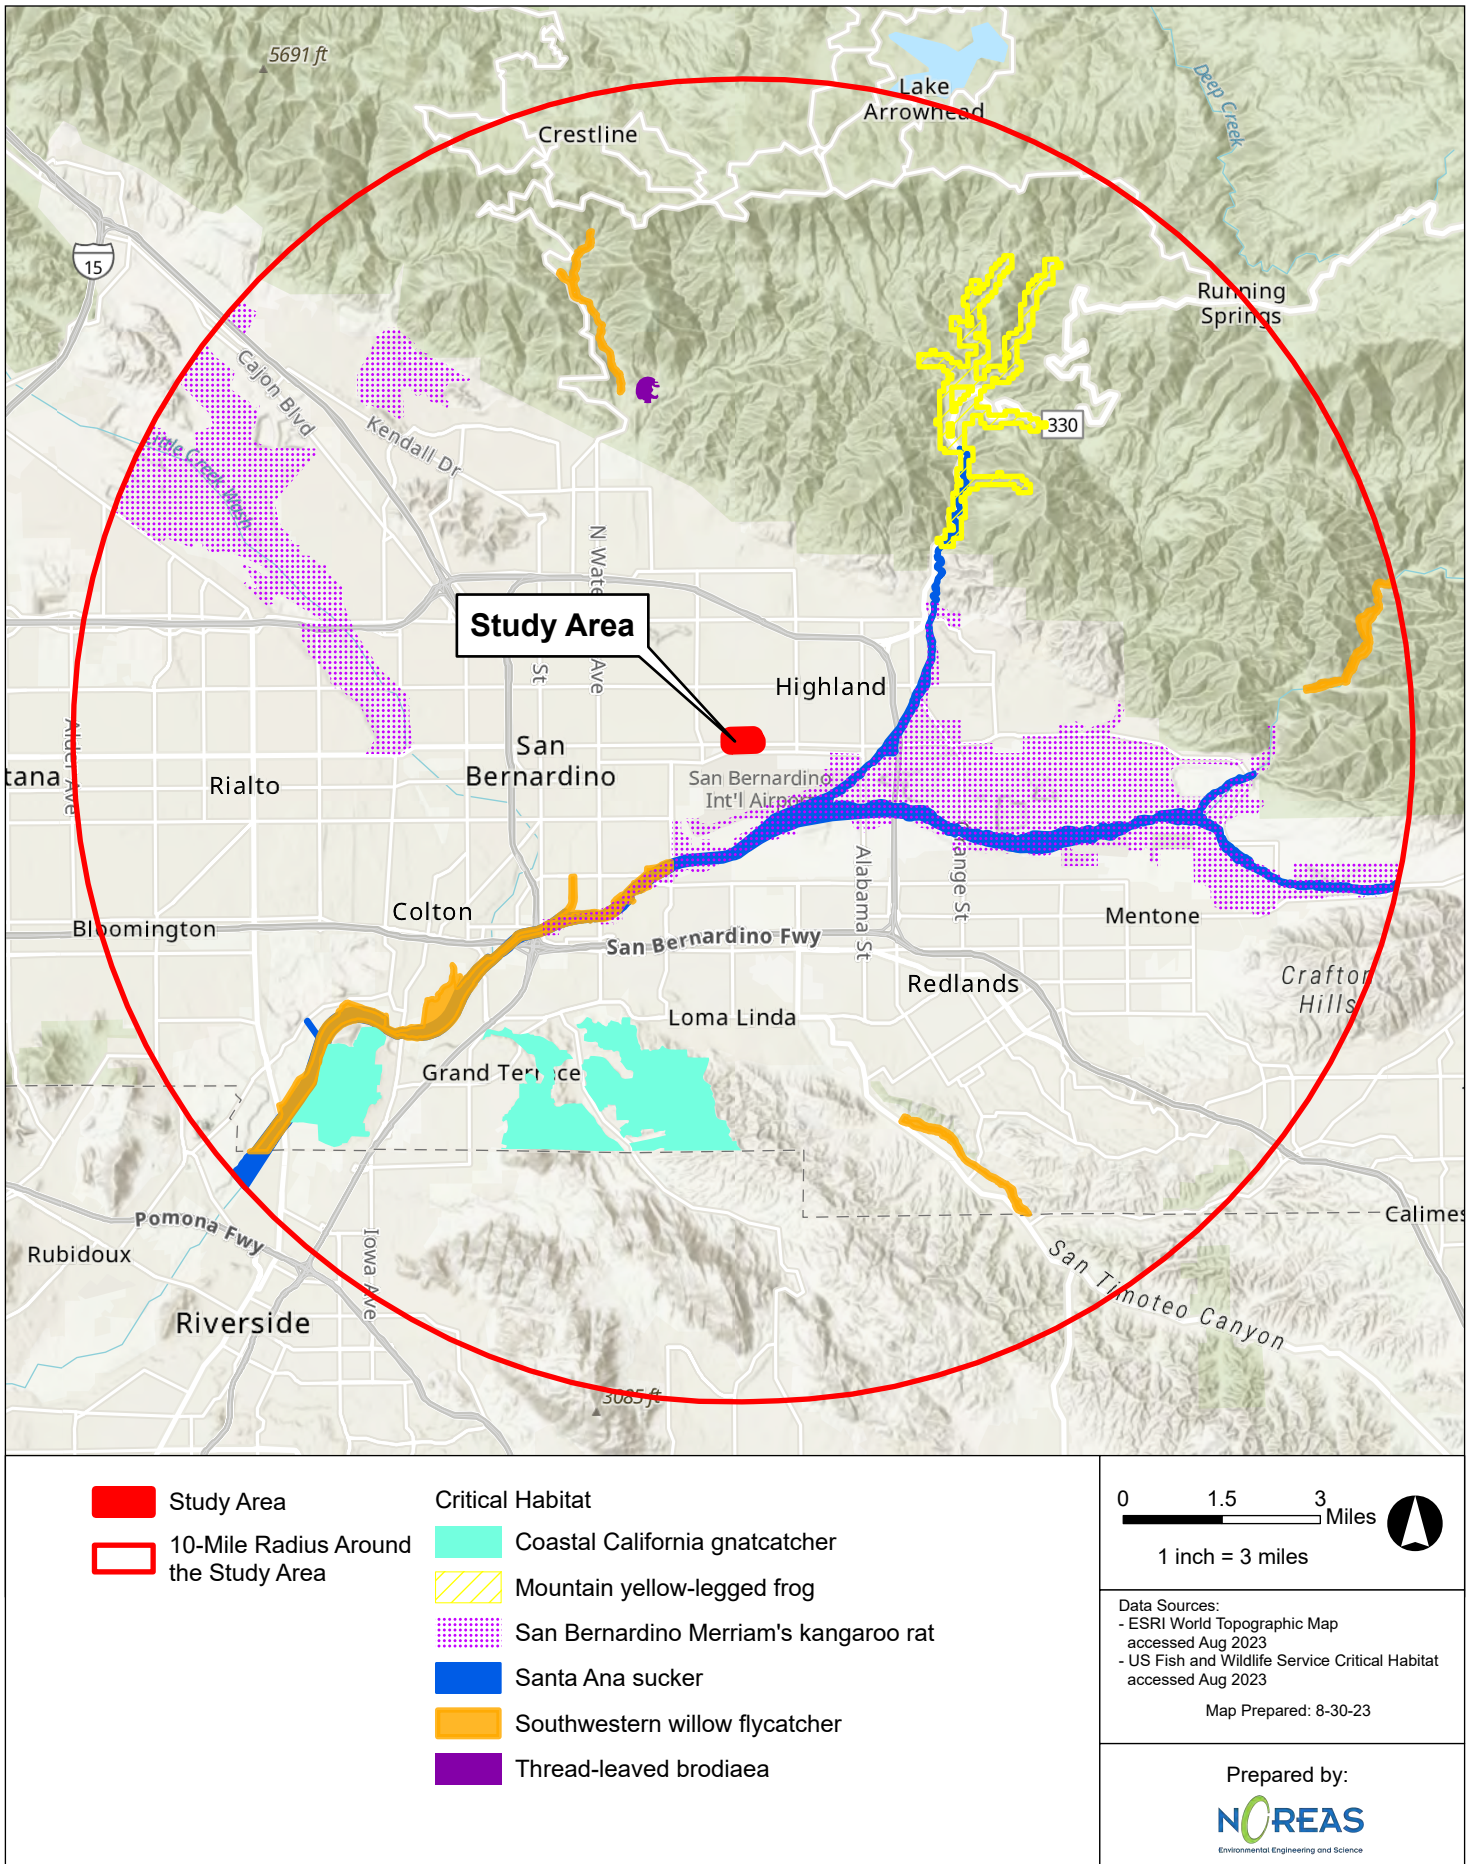 5691 ft
Lake
Arrowhead
Deep Creek
Crestline
15
Running
Springs
Cajon Blvd
Kendall Dr
330
Creek Wash
N Wate
Ave
Study Area
St
Highland
Alder Ave
San
Bernardino
tana
Rialto
San Bernardino
Int'l Airport
Alabama St
ange St
Colton
Mentone
Bloomington
San Bernardino Fwy
Redlands
Crafton
Hills
Loma Linda
Grand Terrace
Pomona Fwy
Iowa Ave
Calimes
Rubidoux
San Timoteo Canyon
Riverside
3085 ft
Study Area
10-Mile Radius Around
the Study Area
Critical Habitat
Coastal California gnatcatcher
Mountain yellow-legged frog
San Bernardino Merriam's kangaroo rat
Santa Ana sucker
Southwestern willow flycatcher
Thread-leaved brodiaea
0 1.5 3
Miles
1 inch = 3 miles
Data Sources:
- ESRI World Topographic Map
accessed Aug 2023
- US Fish and Wildlife Service Critical Habitat
accessed Aug 2023
Map Prepared: 8-30-23
Prepared by:
NOREAS
Environmental Engineering and Science